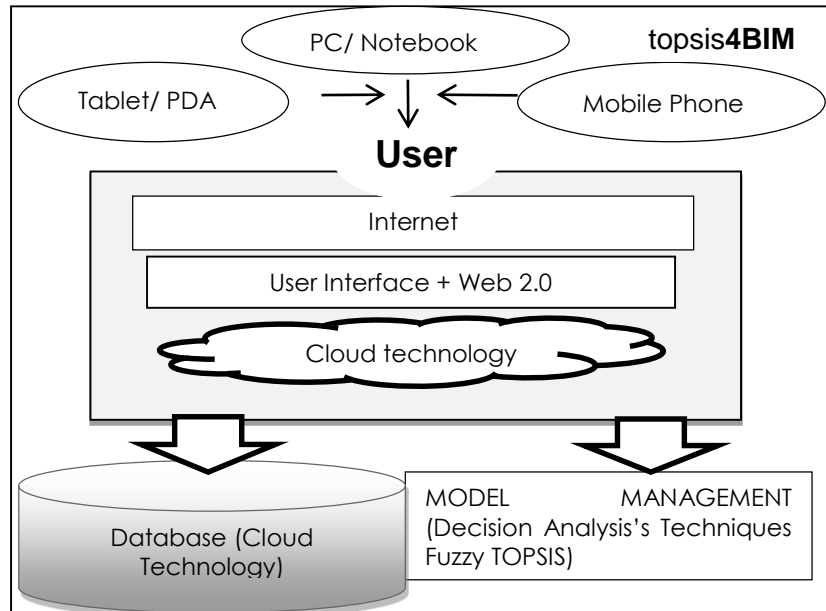 PC/ Notebook
topsis4BIM
Tablet/ PDA
Mobile Phone
User
Internet
User Interface + Web 2.0
Cloud technology
Database (Cloud
Technology)
MODEL MANAGEMENT
(Decision Analysis's Techniques
Fuzzy TOPSIS)